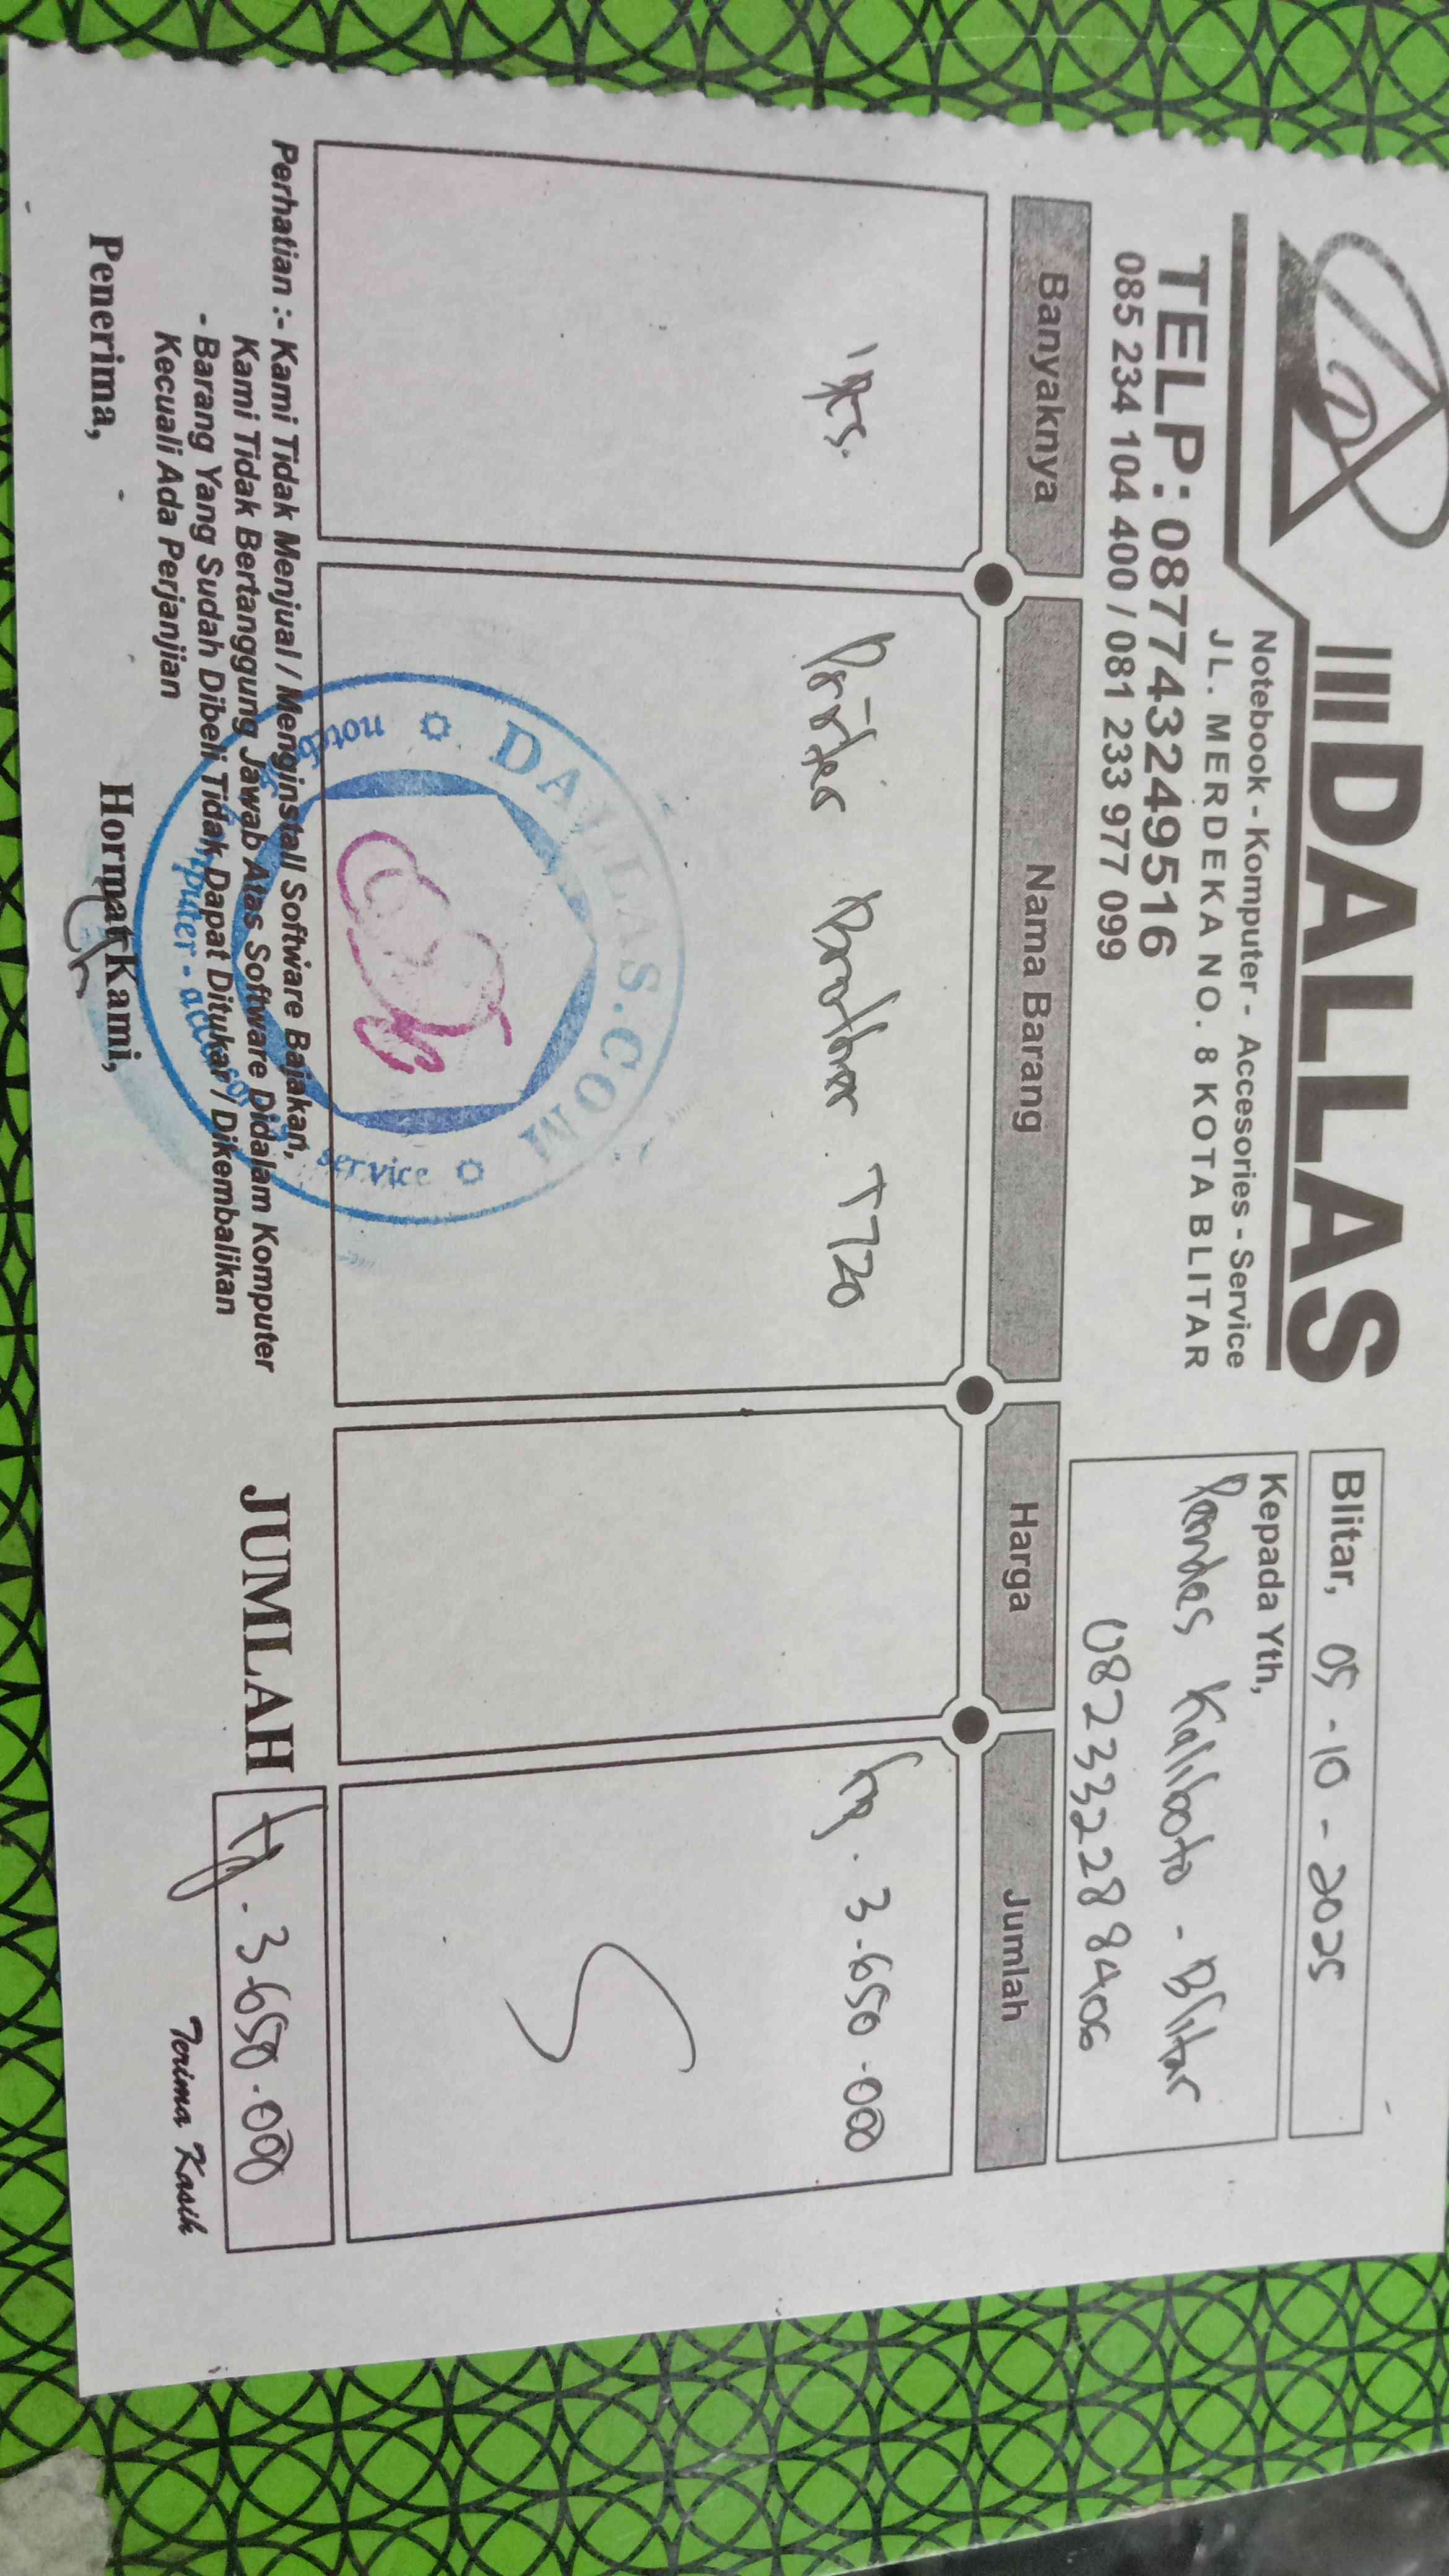 DALLAS
Notebook - Komputer - Accesories - Service
JL. MERDEKA NO. 8 KOTA BLITAR
TELP: 087743249516
085 234 104 400 / 081 233 977 099
Blitar, 05 - 10 - 2025
Kepada Yth,
Pandas Kaliboto - Blitar
082332288406
Banyaknya Nama Barang Harga Jumlah
1 pcs. Printer Brother T720 Rp. 3.650.000
DALLAS.COM
service
JUMLAH Rp. 3.650.000
Perhatian :- Kami Tidak Menjual / Menginstall Software Bajakan,
Kami Tidak Bertanggung Jawab Atas Software Didalam Komputer
- Barang Yang Sudah Dibeli Tidak Dapat Ditukar / Dikembalikan
Kecuali Ada Perjanjian
Terima Kasih
Penerima, Hormat Kami,